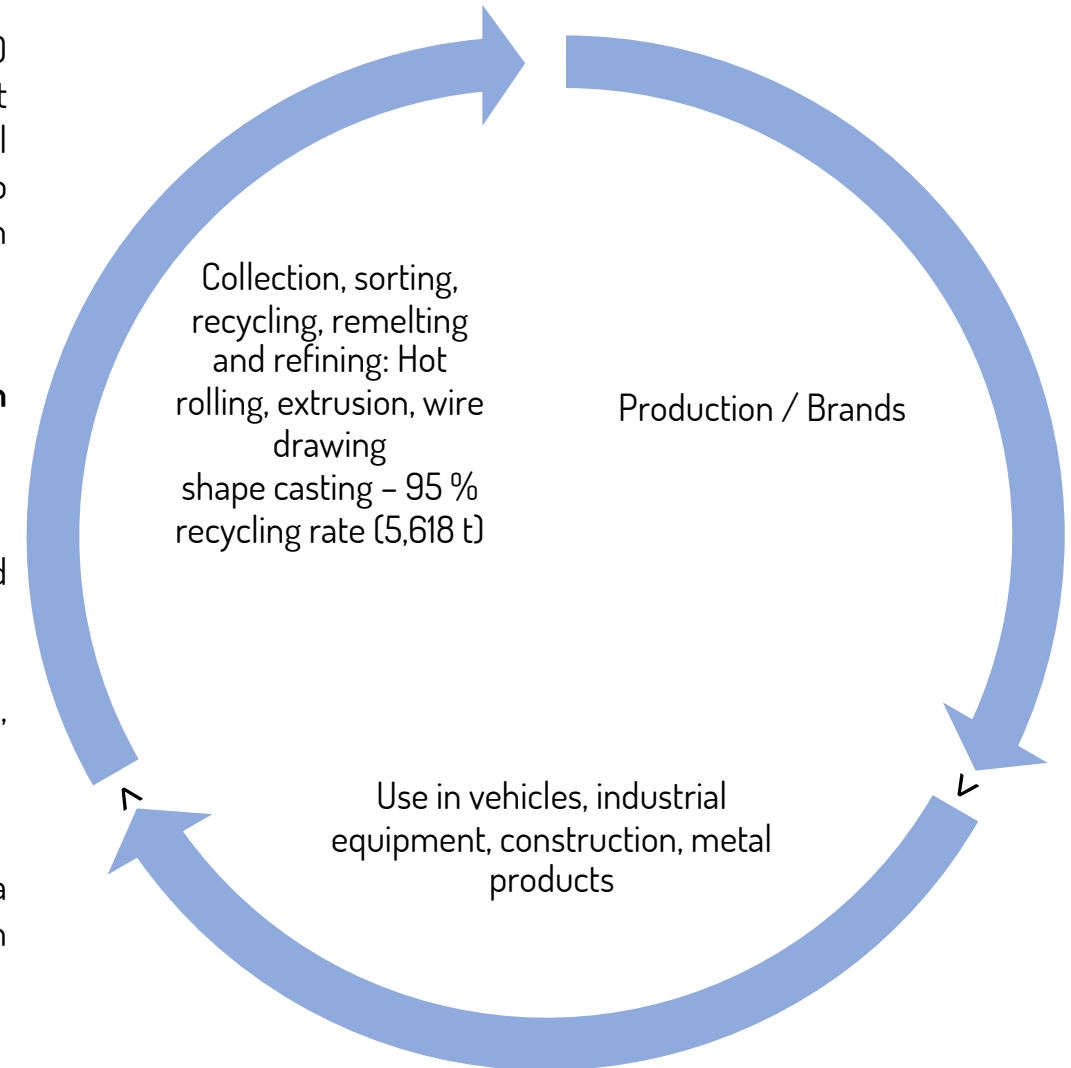 Collection, sorting,
recycling, remelting
and refining: Hot
rolling, extrusion, wire
drawing
shape casting – 95 %
recycling rate (5,618 t)
Production / Brands
Use in vehicles, industrial
equipment, construction, metal
products